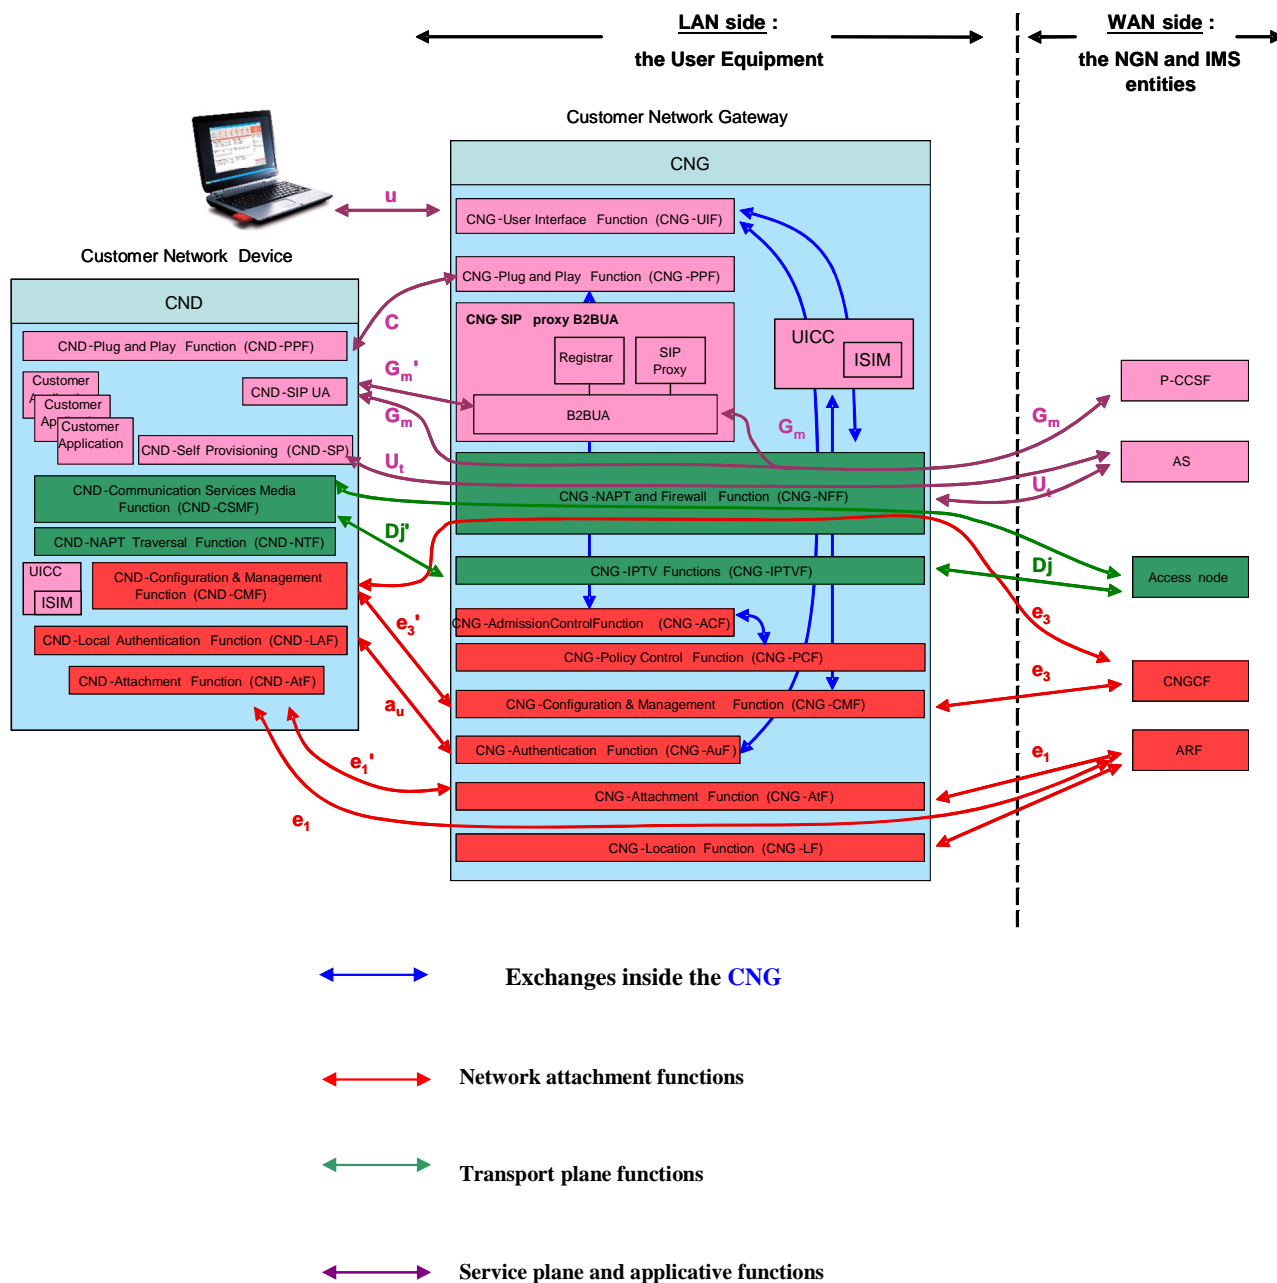 LAN side :
the User Equipment
WAN side :
the NGN and IMS
entities
Customer Network Gateway
CNG
u
CNG-User Interface Function (CNG-UIF)
Customer Network Device
CND
C
CNG-Plug and Play Function (CNG-PPF)
CNG-SIP proxy B2BUA
Registrar
SIP
Proxy
B2BUA
UICC
ISIM
CND-Plug and Play Function (CND-PPF)
Gm'
Customer
Customer
Customer
Application
CND-SIP UA
Gm
Gm
Gm
P-CCSF
CND-Self Provisioning (CND-SP)
Ut
AS
Ut
CND-Communication Services Media
Function (CND-CSMF)
CNG-NAPT and Firewall Function (CNG-NFF)
CND-NAPT Traversal Function (CND-NTF)
Dj'
CNG-IPTV Functions (CNG-IPTVF)
Dj
Access node
UICC
ISIM
CND-Configuration & Management
Function (CND-CMF)
e3'
CNG-AdmissionControlFunction (CNG-ACF)
e3
CND-Local Authentication Function (CND-LAF)
CNG-Policy Control Function (CNG-PCF)
e3
CNGCF
CND-Attachment Function (CND-AtF)
au
CNG-Configuration & Management Function (CNG-CMF)
CNG-Authentication Function (CNG-AuF)
ARF
e1'
e1
CNG-Attachment Function (CNG-AtF)
e1
CNG-Location Function (CNG-LF)
Exchanges inside the CNG
Network attachment functions
Transport plane functions
Service plane and applicative functions